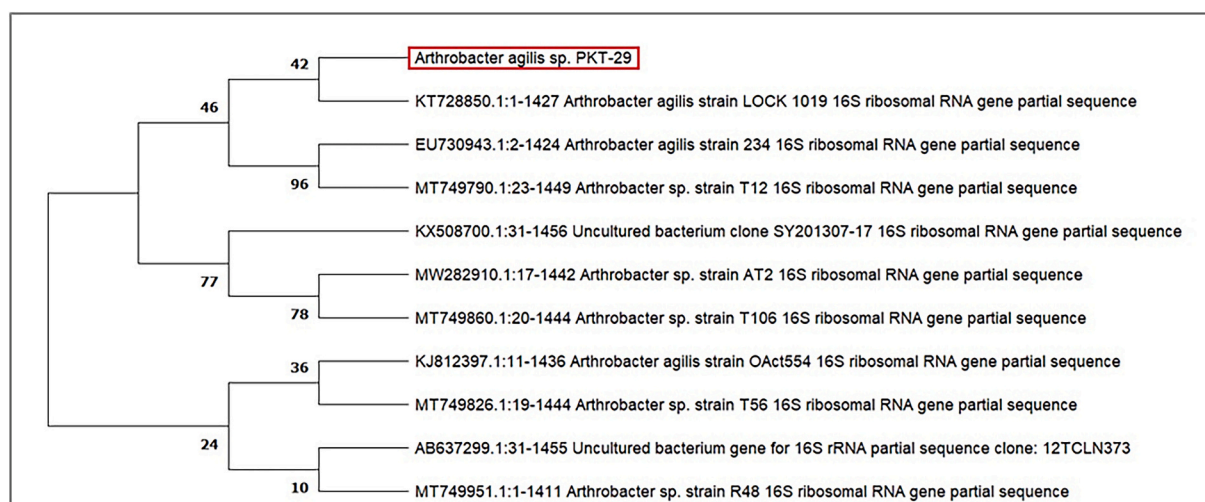 42
Arthrobacter agilis sp. PKT-29
46
KT728850.1:1-1427 Arthrobacter agilis strain LOCK 1019 16S ribosomal RNA gene partial sequence
EU730943.1:2-1424 Arthrobacter agilis strain 234 16S ribosomal RNA gene partial sequence
96
MT749790.1:23-1449 Arthrobacter sp. strain T12 16S ribosomal RNA gene partial sequence
KX508700.1:31-1456 Uncultured bacterium clone SY201307-17 16S ribosomal RNA gene partial sequence
77
MW282910.1:17-1442 Arthrobacter sp. strain AT2 16S ribosomal RNA gene partial sequence
78
MT749860.1:20-1444 Arthrobacter sp. strain T106 16S ribosomal RNA gene partial sequence
36
KJ812397.1:11-1436 Arthrobacter agilis strain OAct554 16S ribosomal RNA gene partial sequence
MT749826.1:19-1444 Arthrobacter sp. strain T56 16S ribosomal RNA gene partial sequence
24
AB637299.1:31-1455 Uncultured bacterium gene for 16S rRNA partial sequence clone: 12TCLN373
10
MT749951.1:1-1411 Arthrobacter sp. strain R48 16S ribosomal RNA gene partial sequence